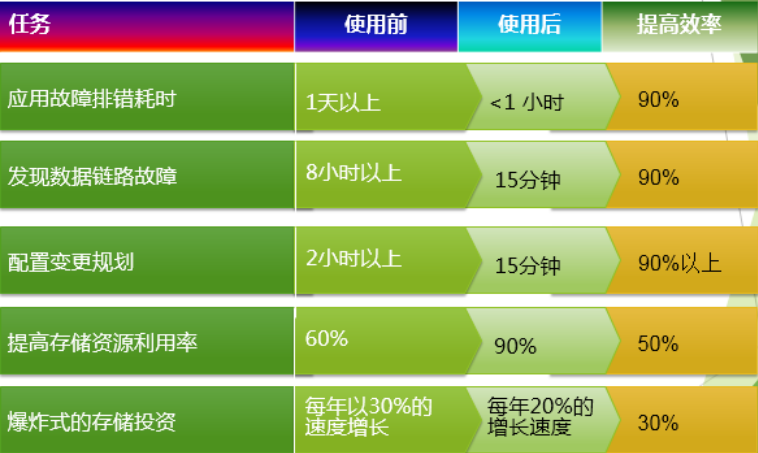 任务 使用前 使用后 提高效率
应用故障排错耗时 1天以上 <1 小时 90%
发现数据链路故障 8小时以上 15分钟 90%
配置变更规划 2小时以上 15分钟 90%以上
提高存储资源利用率 60% 90% 50%
爆炸式的存储投资 每年以30%的 每年20%的 30%
速度增长 增长速度